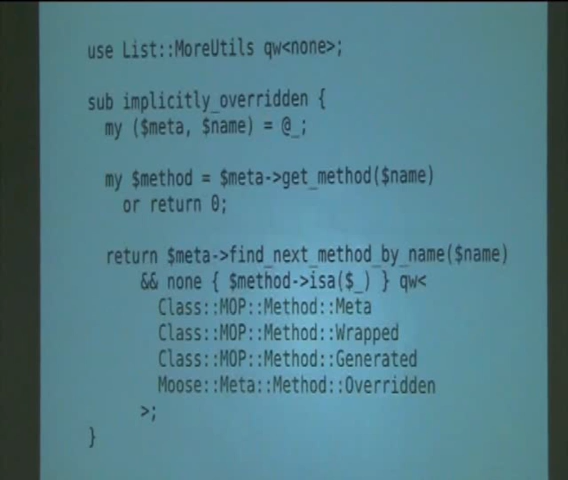 use List::MoreUtils qw<none>;
sub implicitly_overridden {
my ($meta, $name) = @_;
my $method = $meta->get_method($name)
or return 0;
return $meta->find_next_method_by_name($name)
&& none { $method->isa($_) } qw<
Class::MOP::Method::Meta
Class::MOP::Method::Wrapped
Class::MOP::Method::Generated
Moose::Meta::Method::Overridden
>;
}